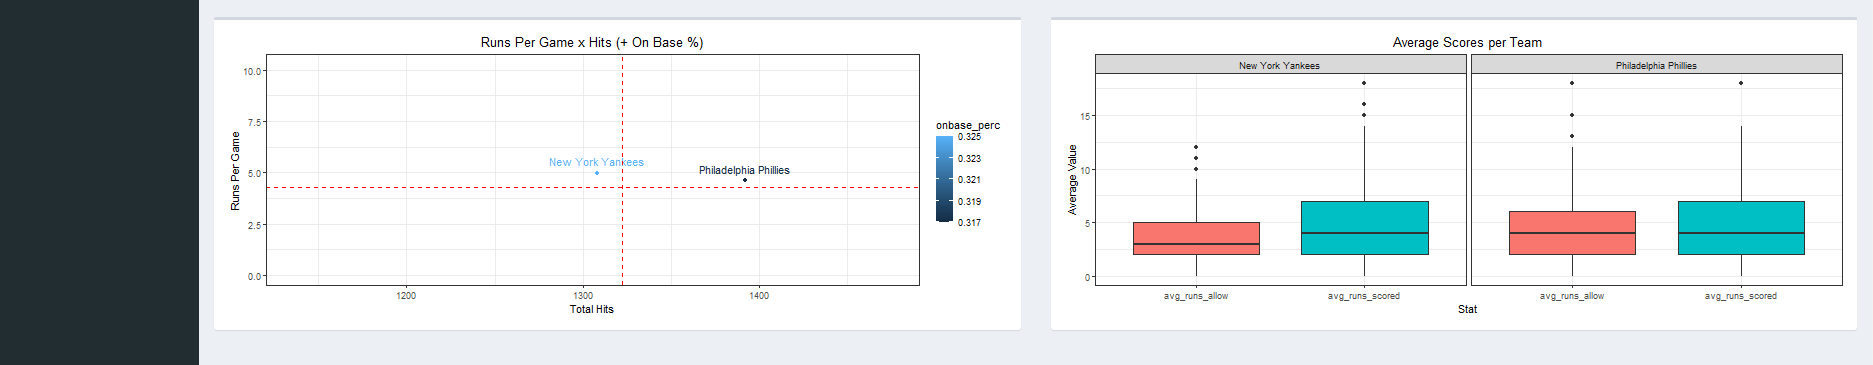 Runs Per Game x Hits (+ On Base %)
10.0
7.5
5.0
2.5
0.0
Runs Per Game
New York Yankees
Philadelphia Phillies
1200
1300
1400
Total Hits
onbase_perc
0.325
0.323
0.321
0.319
0.317
Average Scores per Team
New York Yankees
Philadelphia Phillies
15
10
5
0
Average Value
avg_runs_allow
avg_runs_scored
avg_runs_allow
avg_runs_scored
Stat